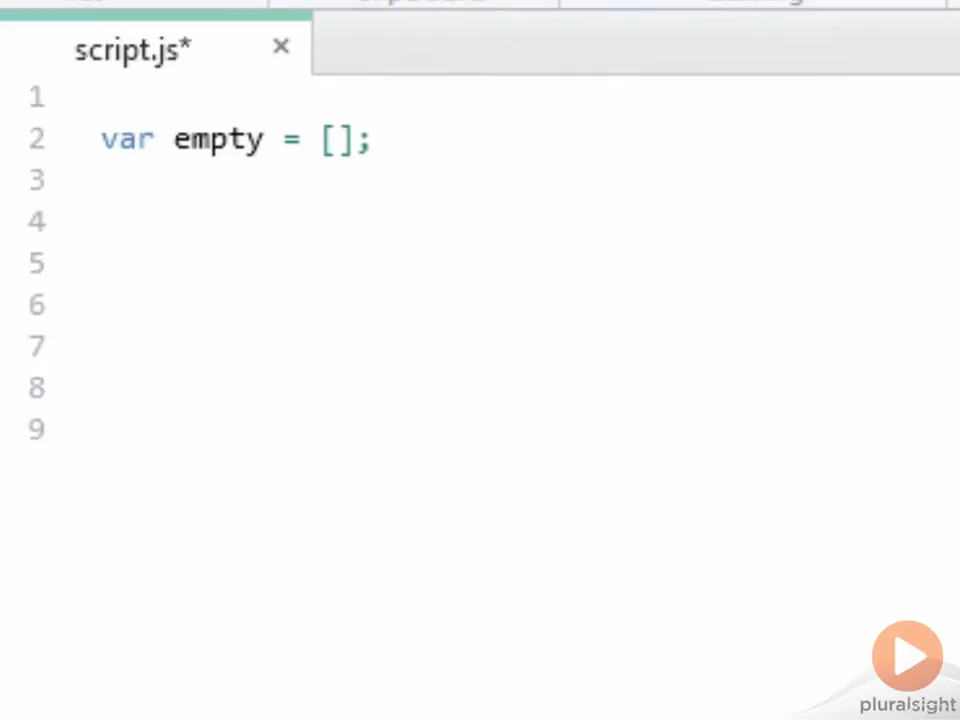 script.js* ×
1
2 var empty = [];
3
4
5
6
7
8
9
pluralsight